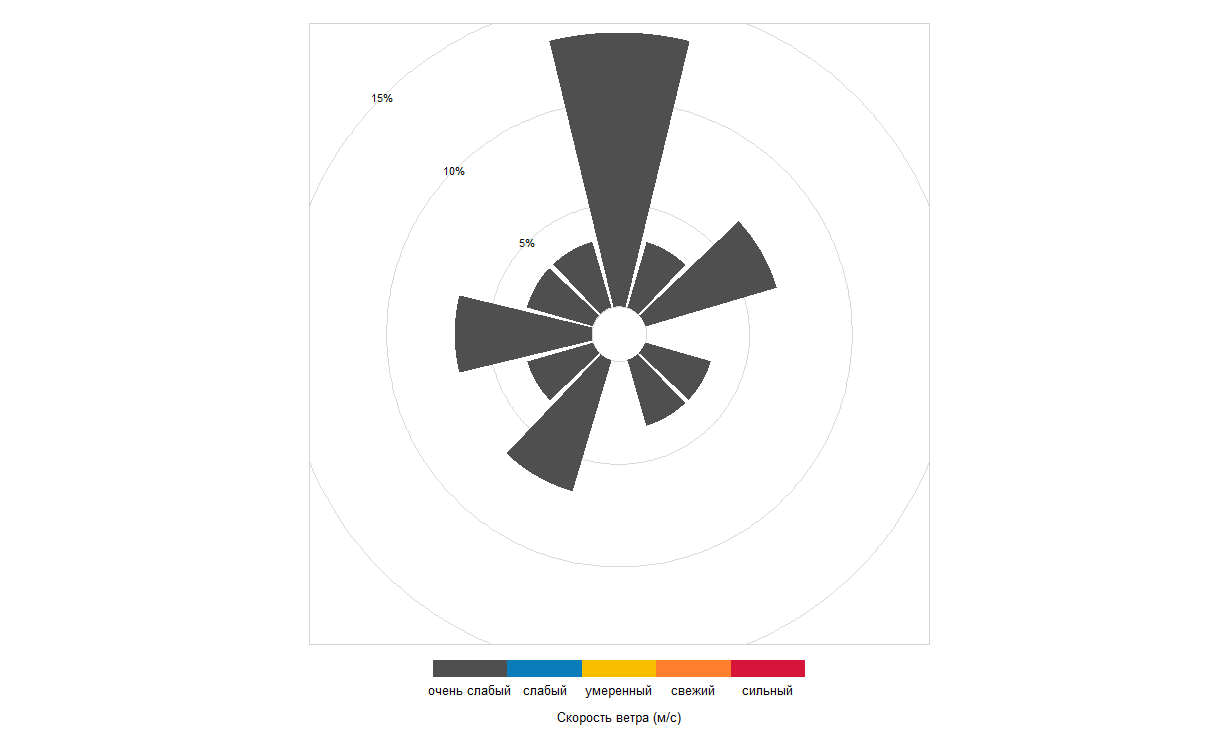 15%
10%
5%
очень слабый слабый умеренный свежий сильный
Скорость ветра (м/с)